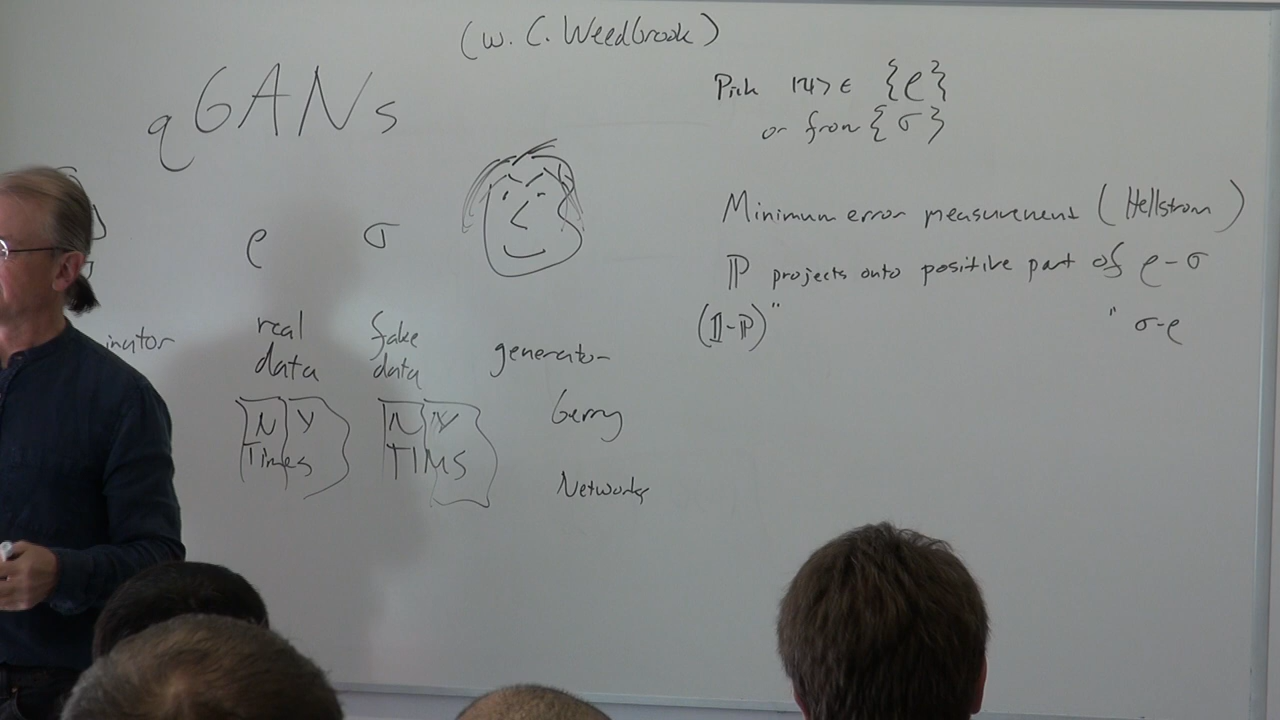 (w. C. Weedbrook)
qGANs
Pick |ψ> ∈ {ρ}
or from {σ}
ρ σ
Minimum error measurement (Hellstrom)
ℙ projects onto positive part of ρ-σ
(𝟙-ℙ) " " σ-ρ
inator
real data
fake data
generator
N Y Times
N Y TIMS
Gerry
Networks